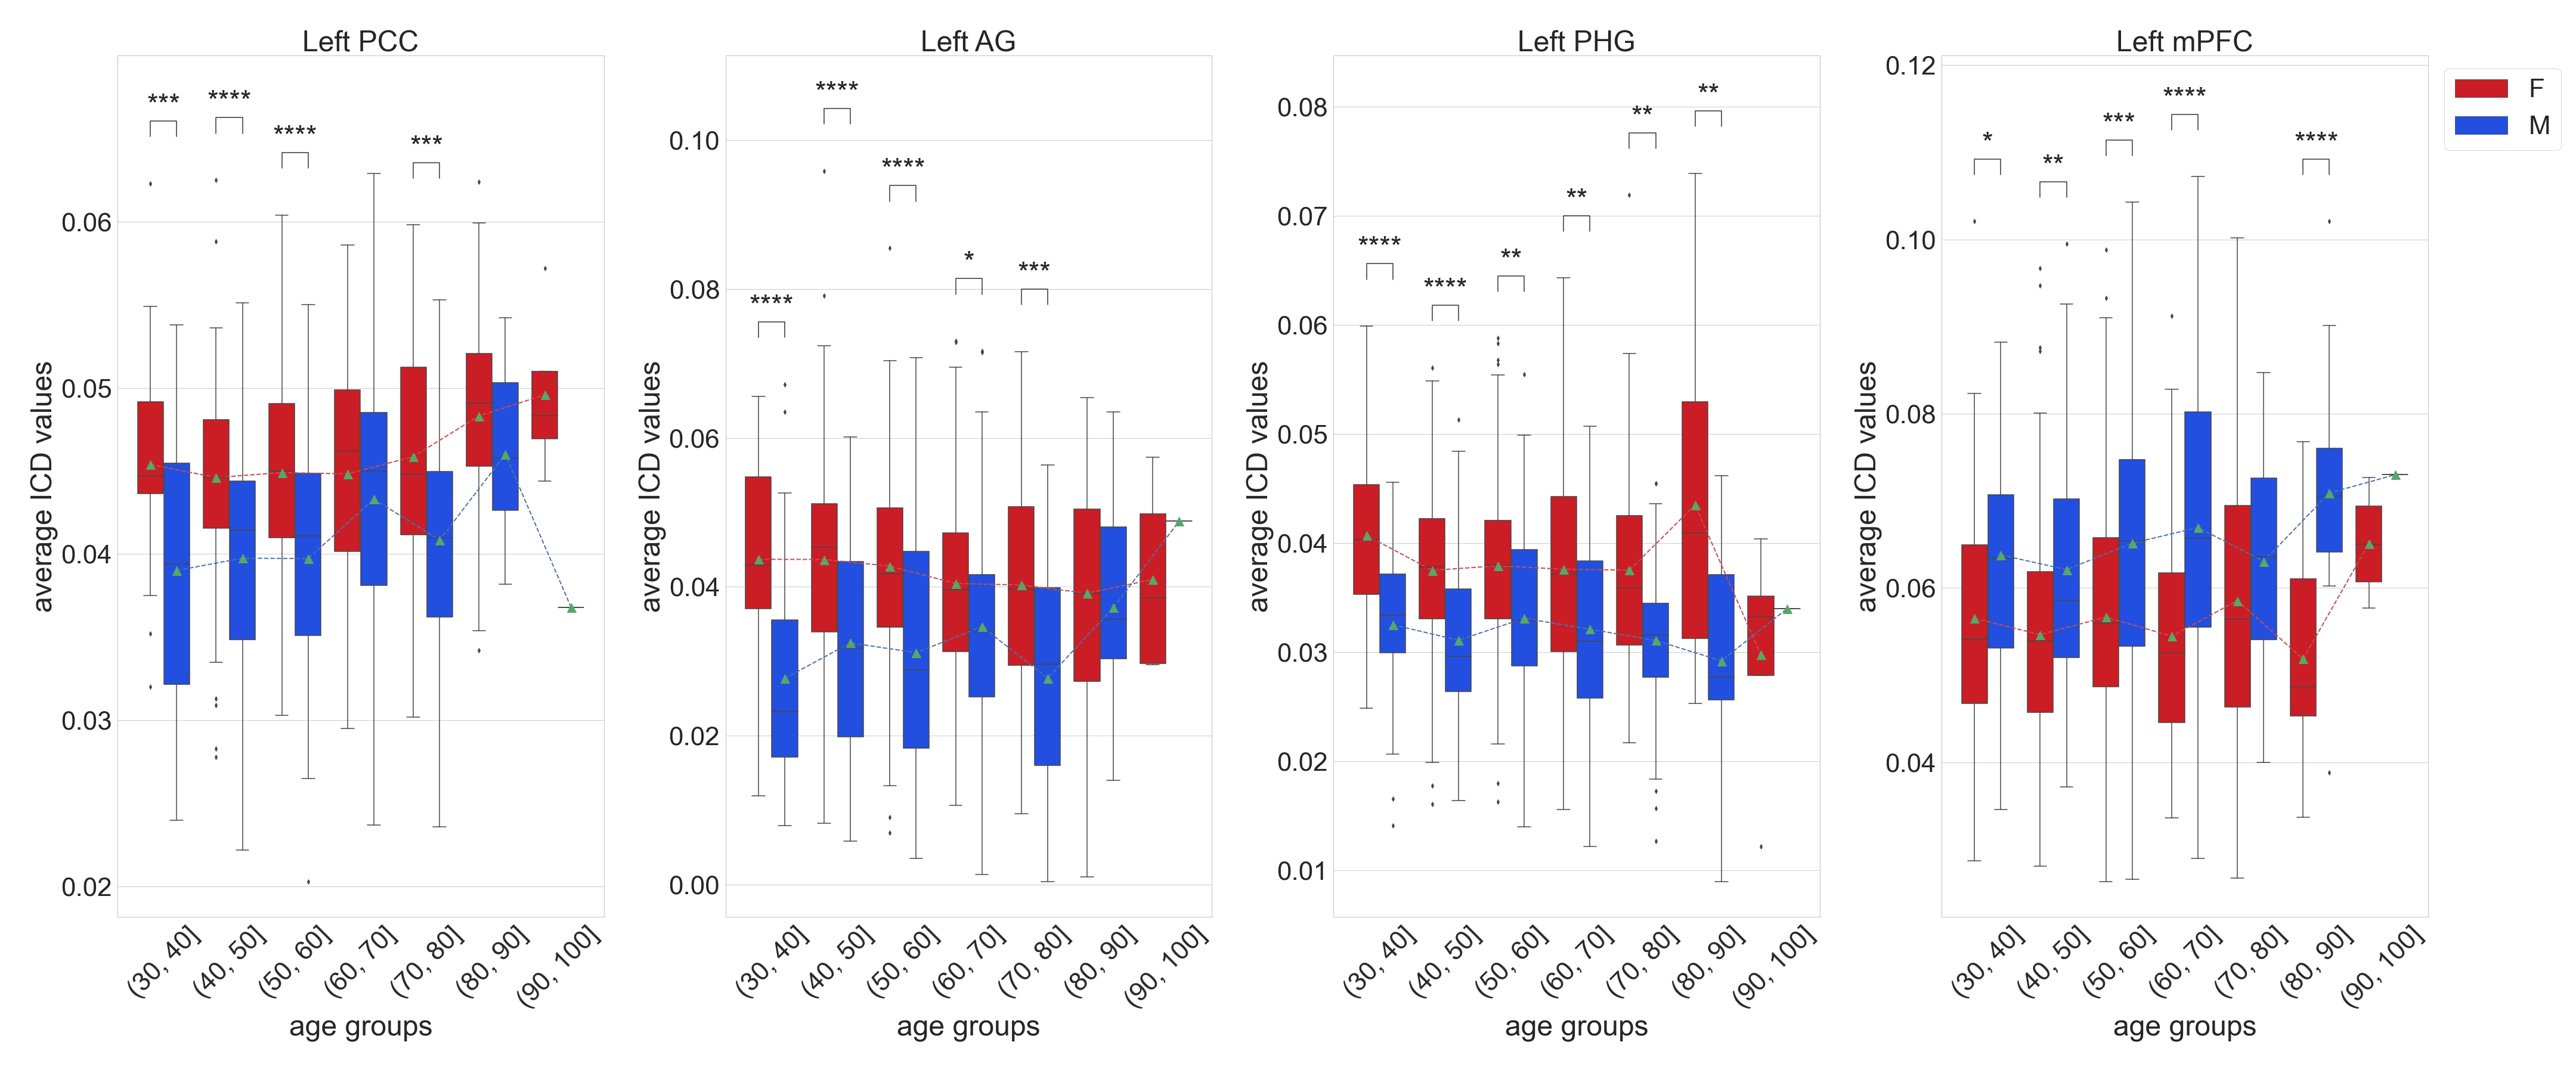 Left PCC
Left AG
Left PHG
Left mPFC
F
M
average ICD values
0.06
0.05
0.04
0.03
0.02
*** **** **** ***
(30, 40] (40, 50] (50, 60] (60, 70] (70, 80] (80, 90] (90, 100]
age groups
average ICD values
0.10
0.08
0.06
0.04
0.02
0.00
**** **** **** * ***
(30, 40] (40, 50] (50, 60] (60, 70] (70, 80] (80, 90] (90, 100]
age groups
average ICD values
0.08
0.07
0.06
0.05
0.04
0.03
0.02
0.01
**** **** ** ** ** **
(30, 40] (40, 50] (50, 60] (60, 70] (70, 80] (80, 90] (90, 100]
age groups
average ICD values
0.12
0.10
0.08
0.06
0.04
* ** *** **** ****
(30, 40] (40, 50] (50, 60] (60, 70] (70, 80] (80, 90] (90, 100]
age groups